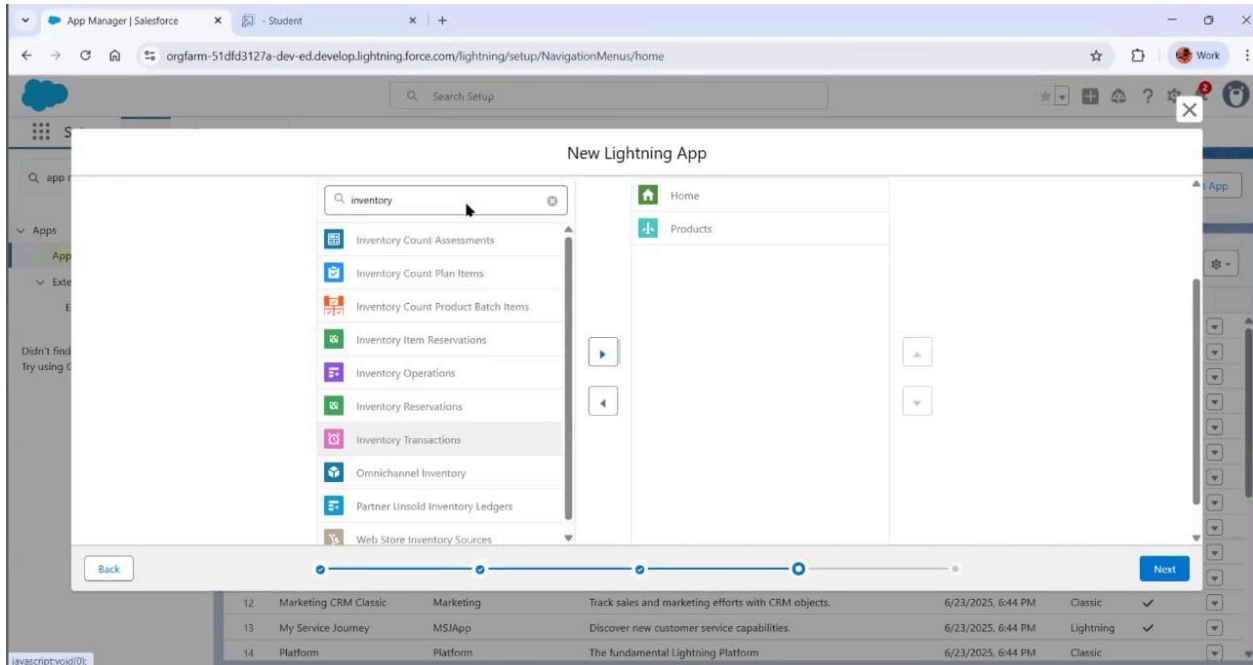 App Manager | Salesforce
- Student
orgfarm-51dfd3127a-dev-ed.develop.lightning.force.com/lightning/setup/NavigationMenus/home
Work
Search Setup
2
S
New Lightning App
app
App
inventory
Home
Inventory Count Assessments
Products
Apps
App
Inventory Count Plan Items
Exte
Inventory Count Product Batch Items
E
Inventory Item Reservations
Didn't find
Try using
Inventory Operations
Inventory Reservations
Inventory Transactions
Omnichannel Inventory
Partner Unsold Inventory Ledgers
Web Store Inventory Sources
Back
Next
12 Marketing CRM Classic Marketing Track sales and marketing efforts with CRM objects. 6/23/2025, 6:44 PM Classic
13 My Service Journey MSJApp Discover new customer service capabilities. 6/23/2025, 6:44 PM Lightning
14 Platform Platform The fundamental Lightning Platform 6/23/2025, 6:44 PM Classic
javascript:void(0);